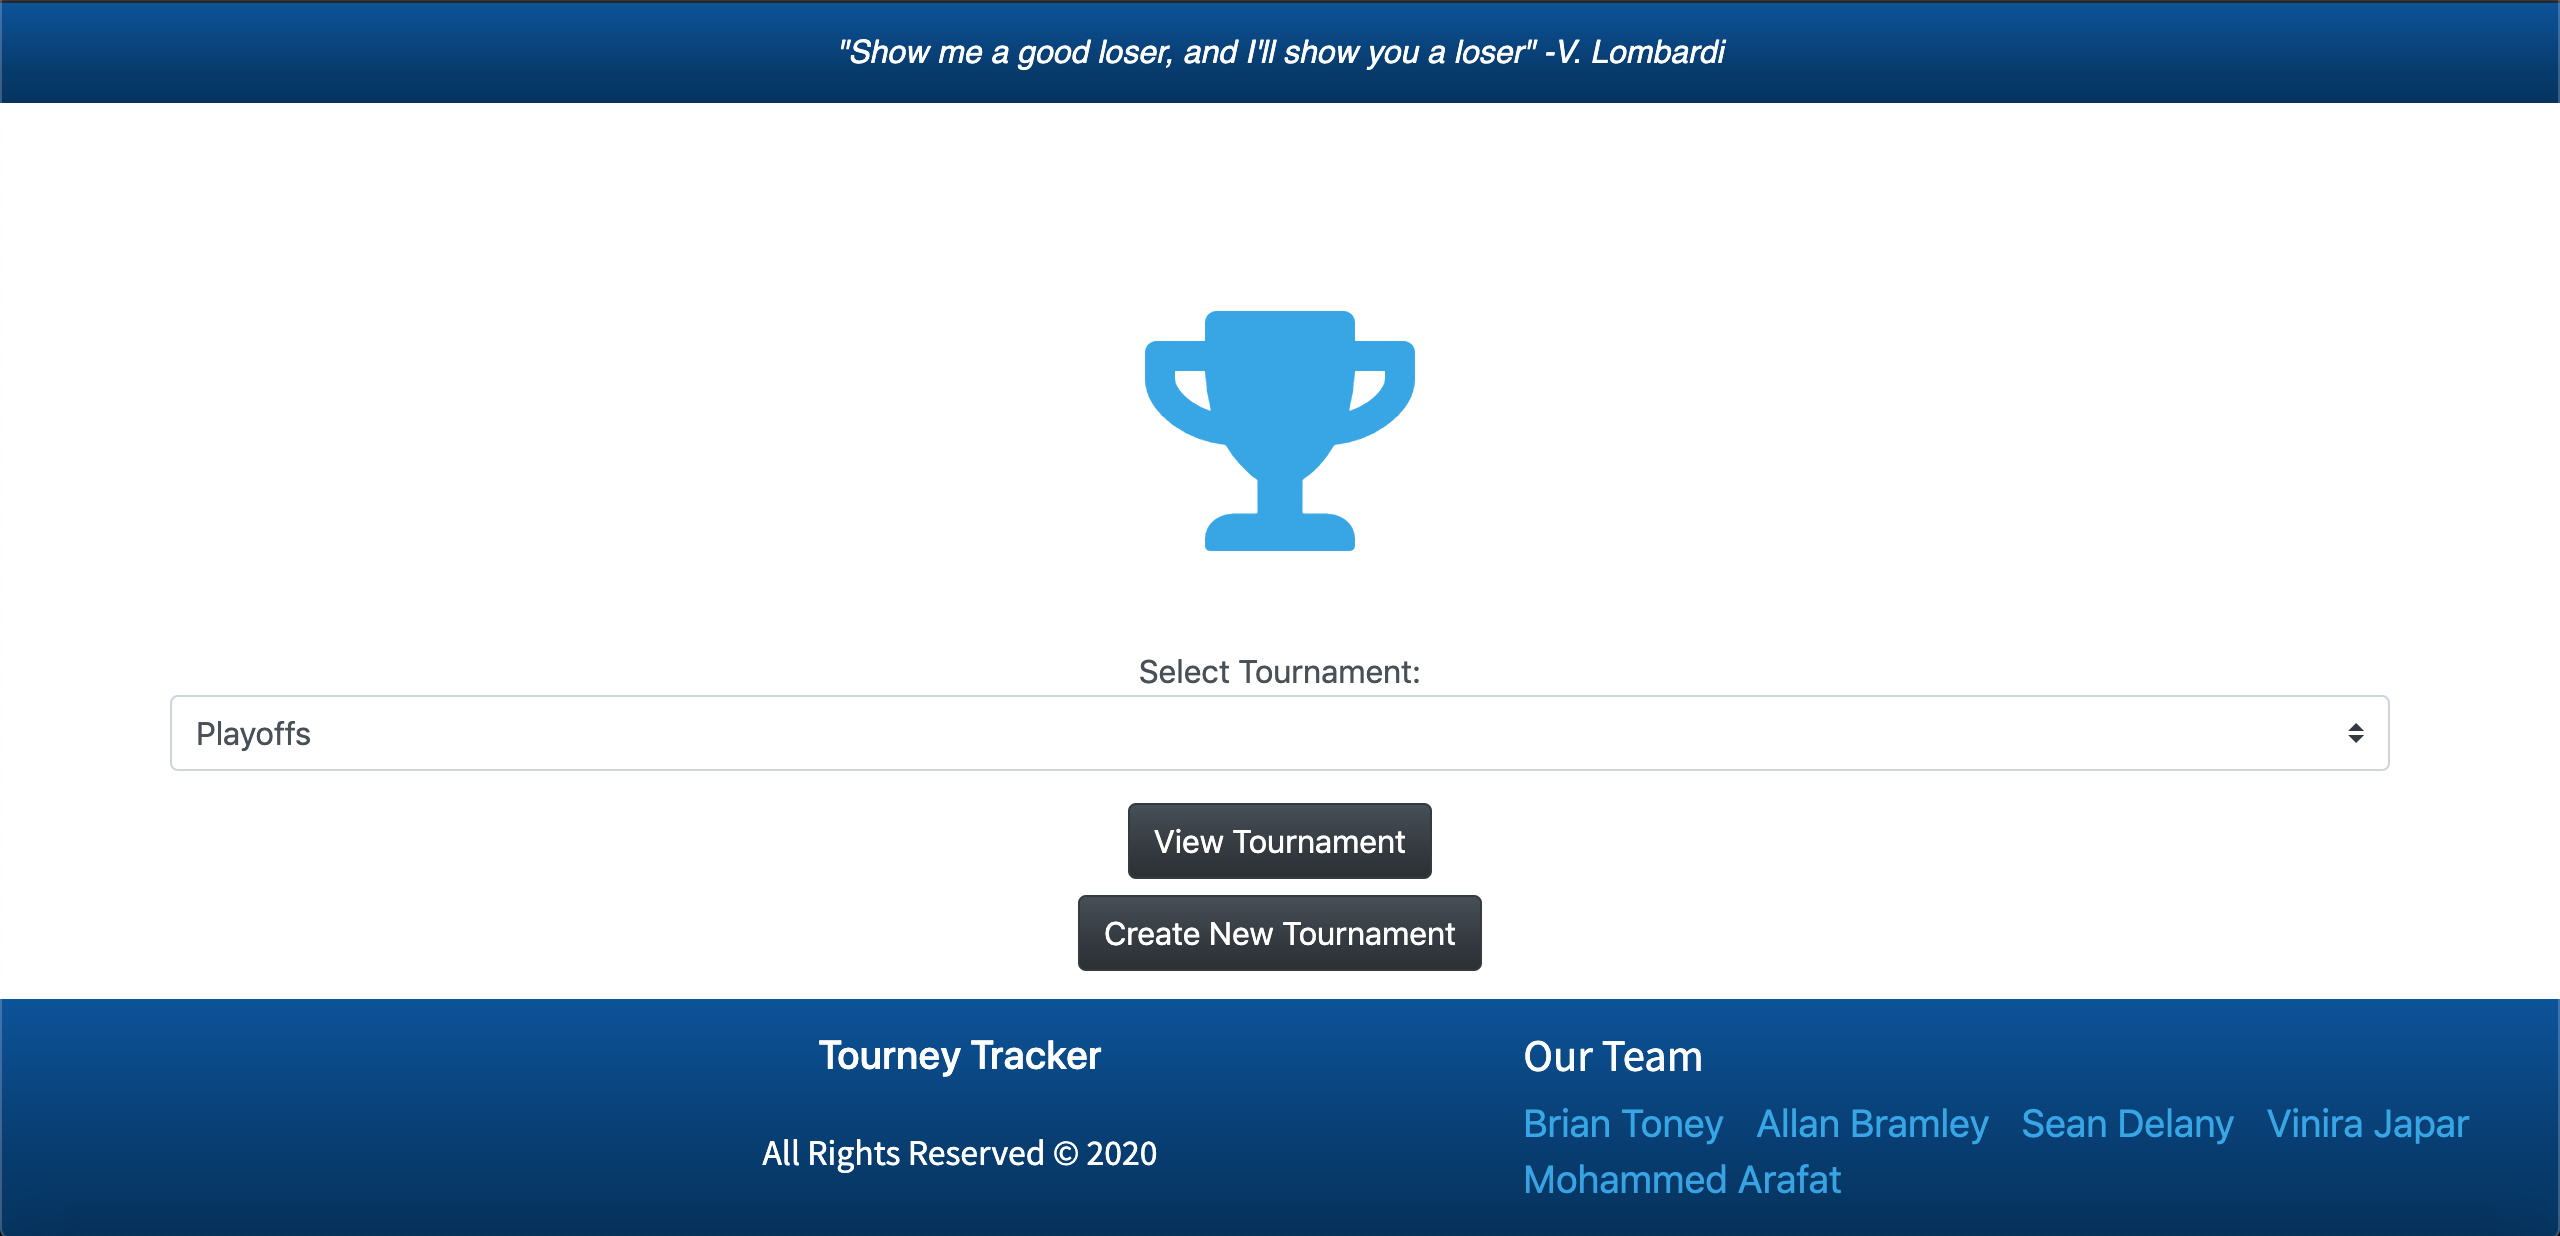 "Show me a good loser, and I'll show you a loser" -V. Lombardi
Select Tournament:
Playoffs
View Tournament
Create New Tournament
Tourney Tracker
All Rights Reserved © 2020
Our Team
Brian Toney Allan Bramley Sean Delany Vinira Japar
Mohammed Arafat